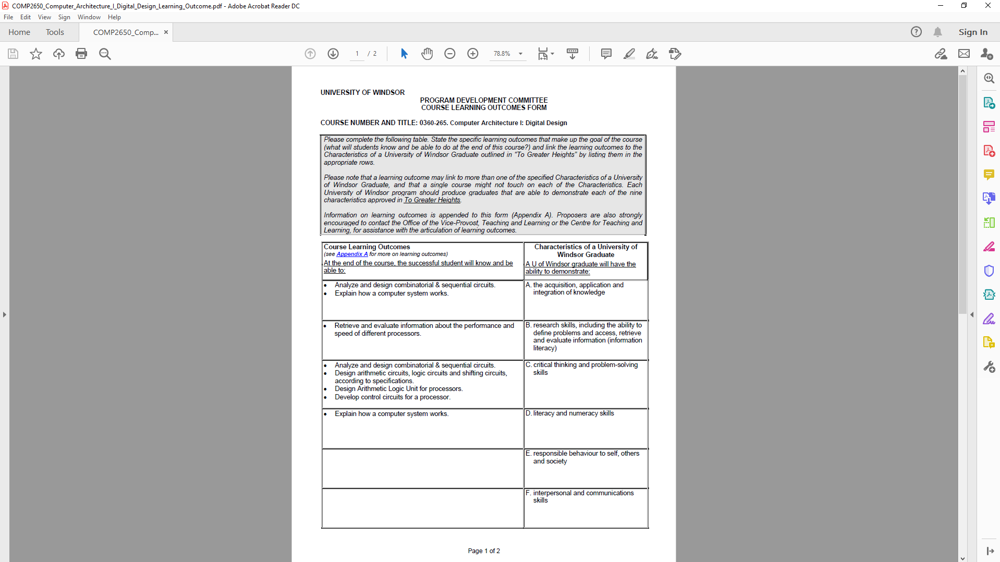 COMP2650_Computer_Architecture_I_Digital_Design_Learning_Outcome.pdf - Adobe Acrobat Reader DC
File Edit View Sign Window Help
Home Tools COMP2650_Comp... × Sign In
1 / 2 78.8%
UNIVERSITY OF WINDSOR
PROGRAM DEVELOPMENT COMMITTEE
COURSE LEARNING OUTCOMES FORM
COURSE NUMBER AND TITLE: 0360-265. Computer Architecture I: Digital Design
Please complete the following table. State the specific learning outcomes that make up the goal of the course
(what will students know and be able to do at the end of this course?) and link the learning outcomes to the
Characteristics of a University of Windsor Graduate outlined in “To Greater Heights” by listing them in the
appropriate rows.
Please note that a learning outcome may link to more than one of the specified Characteristics of a University
of Windsor Graduate, and that a single course might not touch on each of the Characteristics. Each
University of Windsor program should produce graduates that are able to demonstrate each of the nine
characteristics approved in To Greater Heights.
Information on learning outcomes is appended to this form (Appendix A). Proposers are also strongly
encouraged to contact the Office of the Vice-Provost, Teaching and Learning or the Centre for Teaching and
Learning, for assistance with the articulation of learning outcomes.
Course Learning Outcomes
(see Appendix A for more on learning outcomes)
At the end of the course, the successful student will know and be
able to:
Characteristics of a University of
Windsor Graduate
A U of Windsor graduate will have the
ability to demonstrate:
• Analyze and design combinatorial & sequential circuits.
• Explain how a computer system works.
A. the acquisition, application and
integration of knowledge
• Retrieve and evaluate information about the performance and
speed of different processors.
B. research skills, including the ability to
define problems and access, retrieve
and evaluate information (information
literacy)
• Analyze and design combinatorial & sequential circuits.
• Design arithmetic circuits, logic circuits and shifting circuits,
according to specifications.
• Design Arithmetic Logic Unit for processors.
• Develop control circuits for a processor.
C. critical thinking and problem-solving
skills
• Explain how a computer system works.
D. literacy and numeracy skills
E. responsible behaviour to self, others
and society
F. interpersonal and communications
skills
Page 1 of 2